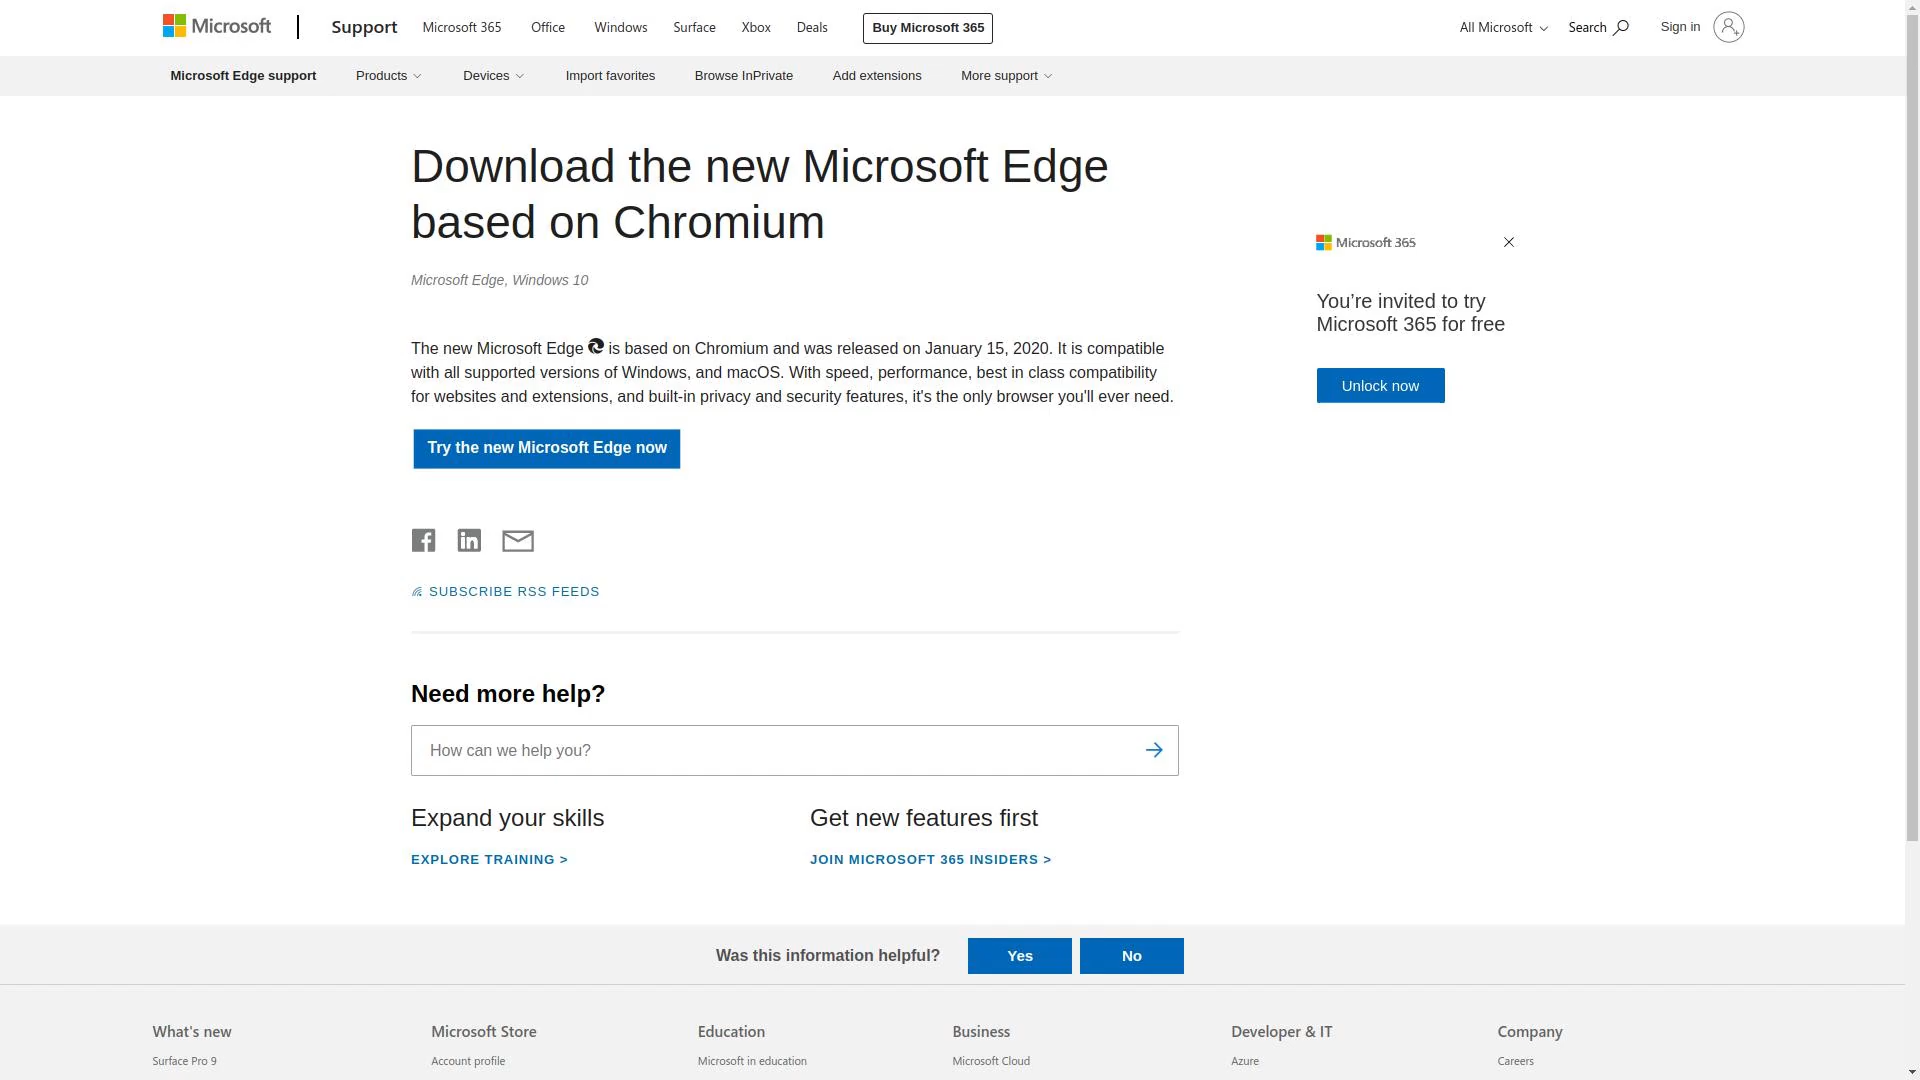 Microsoft
Support
Microsoft 365
Office
Windows
Surface
Xbox
Deals
Buy Microsoft 365
All Microsoft
Search
Sign in
Microsoft Edge support
Products
Devices
Import favorites
Browse InPrivate
Add extensions
More support
Download the new Microsoft Edge
based on Chromium
Microsoft Edge, Windows 10
The new Microsoft Edge is based on Chromium and was released on January 15, 2020. It is compatible
with all supported versions of Windows, and macOS. With speed, performance, best in class compatibility
for websites and extensions, and built-in privacy and security features, it's the only browser you'll ever need.
Try the new Microsoft Edge now
Microsoft 365
You’re invited to try
Microsoft 365 for free
Unlock now
SUBSCRIBE RSS FEEDS
Need more help?
How can we help you?
Expand your skills
EXPLORE TRAINING >
Get new features first
JOIN MICROSOFT 365 INSIDERS >
Was this information helpful?
Yes
No
What's new
Surface Pro 9
Microsoft Store
Account profile
Education
Microsoft in education
Business
Microsoft Cloud
Developer & IT
Azure
Company
Careers